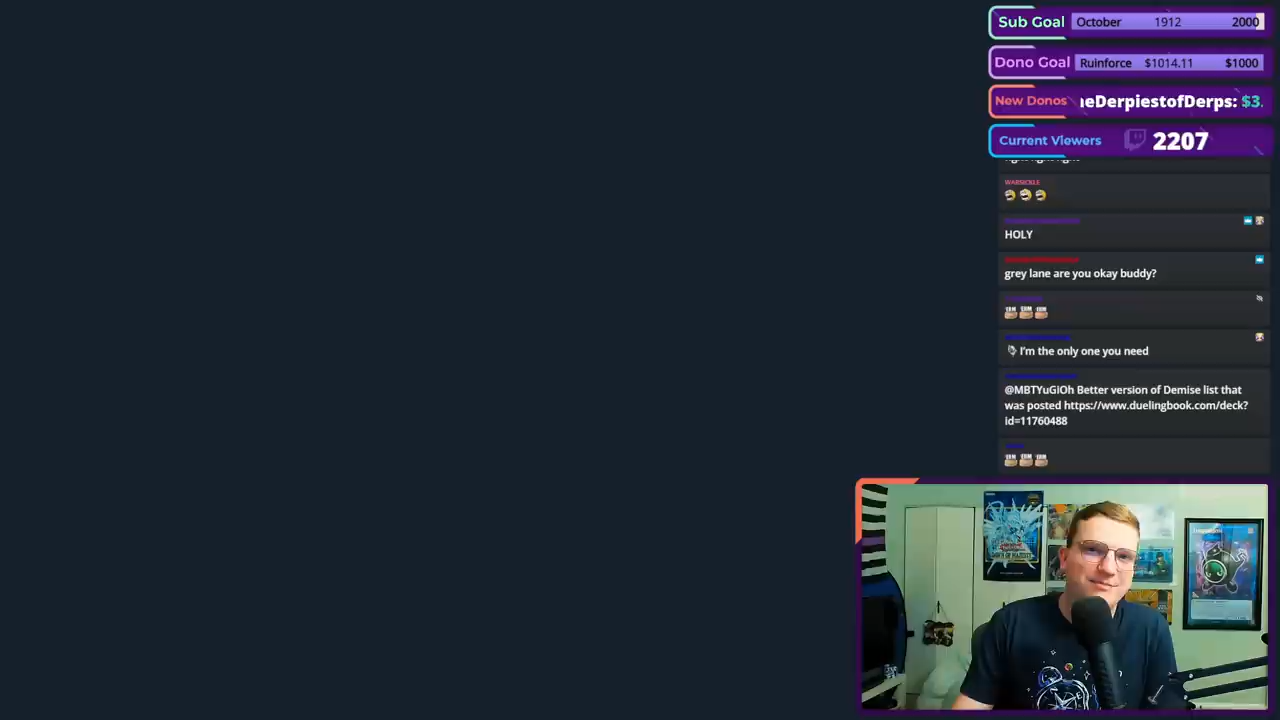 Sub Goal October 1912 2000
Dono Goal Ruinforce $1014.11 $1000
New Donos neDerpiestofDerps: $3.
Current Viewers 2207
WARSICKLE
HOLY
grey lane are you okay buddy?
I'm the only one you need
@MBTYuGiOh Better version of Demise list that
was posted https://www.duelingbook.com/deck?
id=11760488